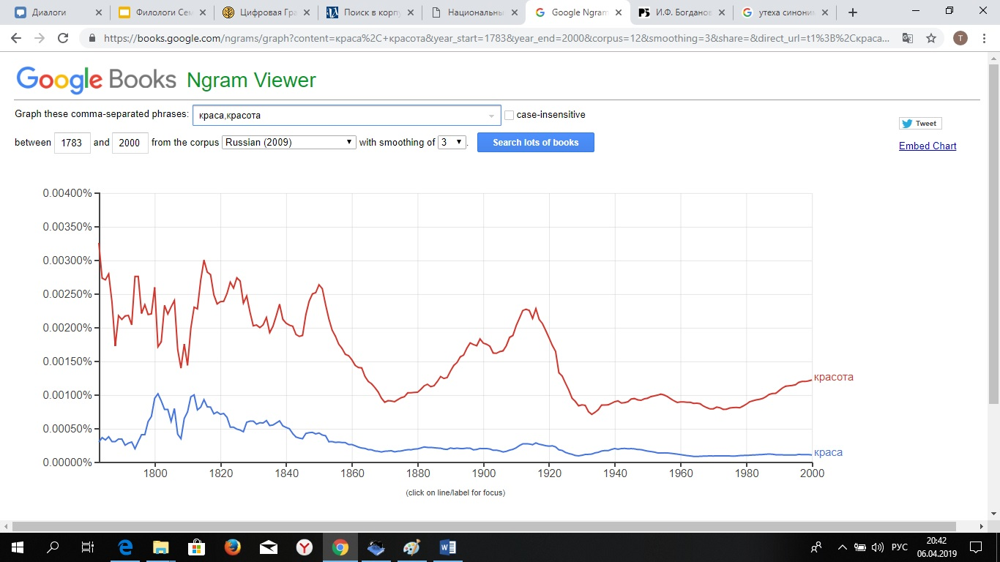 Диалоги
Филологи Сем
Цифровая Гра
Поиск в корпу
Национальны
Google Ngram
И.Ф. Богданов
утеха синоним
https://books.google.com/ngrams/graph?content=краса%2C+красота&year_start=1783&year_end=2000&corpus=12&smoothing=3&share=&direct_url=t1%3B%2Cкраса...
T
Google Books Ngram Viewer
Graph these comma-separated phrases: краса,красота case-insensitive
Tweet
between 1783 and 2000 from the corpus Russian (2009) with smoothing of 3 . Search lots of books
Embed Chart
0.00400%
0.00350%
0.00300%
0.00250%
0.00200%
0.00150%
0.00100%
0.00050%
0.00000%
красота
краса
1800 1820 1840 1860 1880 1900 1920 1940 1960 1980 2000
(click on line/label for focus)
РУС
20:42
06.04.2019